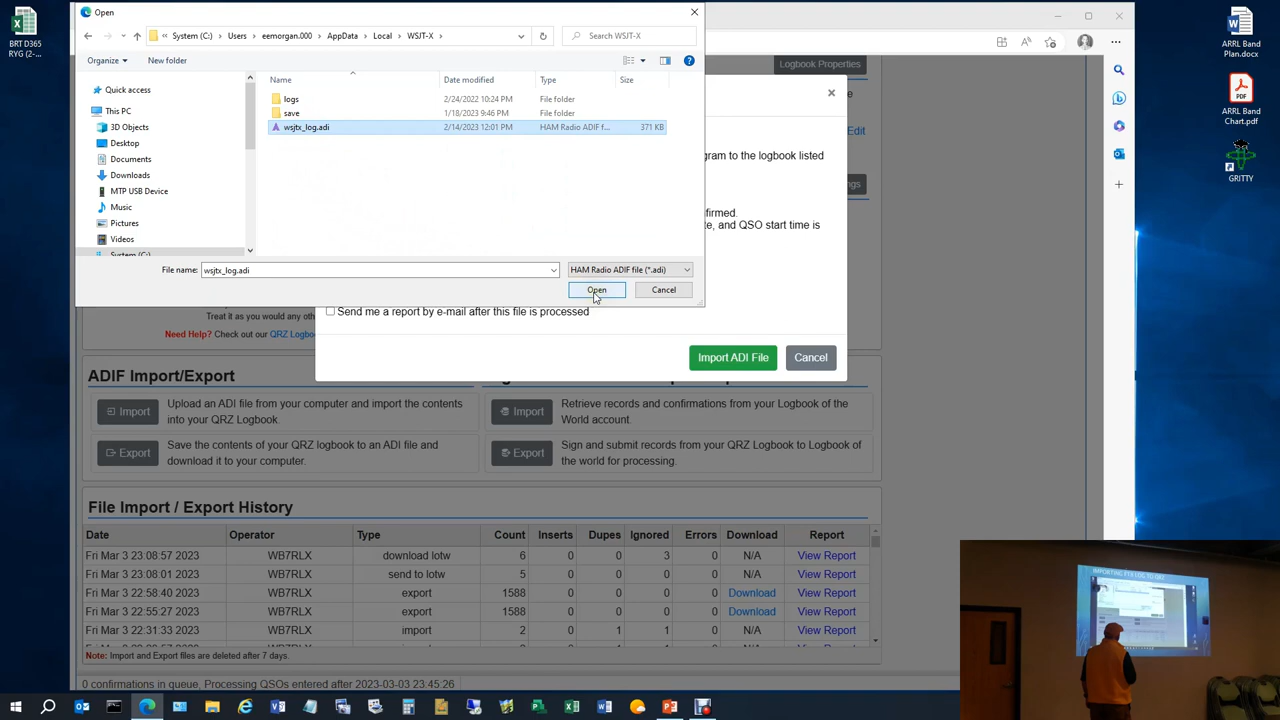 BRT D365
RYG (2-...
Open
System (C:) > Users > eemorgan.000 > AppData > Local > WSJT-X >
Search WSJT-X
Organize
New folder
Quick access
This PC
3D Objects
Desktop
Documents
Downloads
MTP USB Device
Music
Pictures
Videos
System (C:)
Name
Date modified
Type
Size
logs
2/24/2022 10:24 PM
File folder
save
1/18/2023 9:46 PM
File folder
wsjtx_log.adi
2/14/2023 12:01 PM
HAM Radio ADIF f...
371 KB
File name:
wsjtx_log.adi
HAM Radio ADIF file (*.adi)
Open
Cancel
Logbook Properties
Edit
gram to the logbook listed
firmed.
te, and QSO start time is
ngs
Send me a report by e-mail after this file is processed
Import ADI File
Cancel
Treat it as you would any oth
Need Help? Check out our QRZ Logboo
ADIF Import/Export
Import
Upload an ADI file from your computer and import the contents
into your QRZ Logbook.
Export
Save the contents of your QRZ logbook to an ADI file and
download it to your computer.
Import
Retrieve records and confirmations from your Logbook of the
World account.
Export
Sign and submit records from your QRZ Logbook to Logbook of
the world for processing.
File Import / Export History
Date Operator Type Count Inserts Dupes Ignored Errors Download Report
Fri Mar 3 23:08:57 2023 WB7RLX download lotw 6 0 0 3 0 N/A View Report
Fri Mar 3 23:08:01 2023 WB7RLX send to lotw 5 0 0 0 0 N/A View Report
Fri Mar 3 22:58:40 2023 WB7RLX export 1588 0 0 0 0 Download View Report
Fri Mar 3 22:55:27 2023 WB7RLX export 1588 0 0 0 0 Download View Report
Fri Mar 3 22:31:33 2023 WB7RLX import 2 0 1 1 0 N/A View Report
Note: Import and Export files are deleted after 7 days.
0 confirmations in queue, Processing QSOs entered after 2023-03-03 23:45:26
ARRL Band
Plan.docx
ARRL Band
Chart.pdf
GRITTY